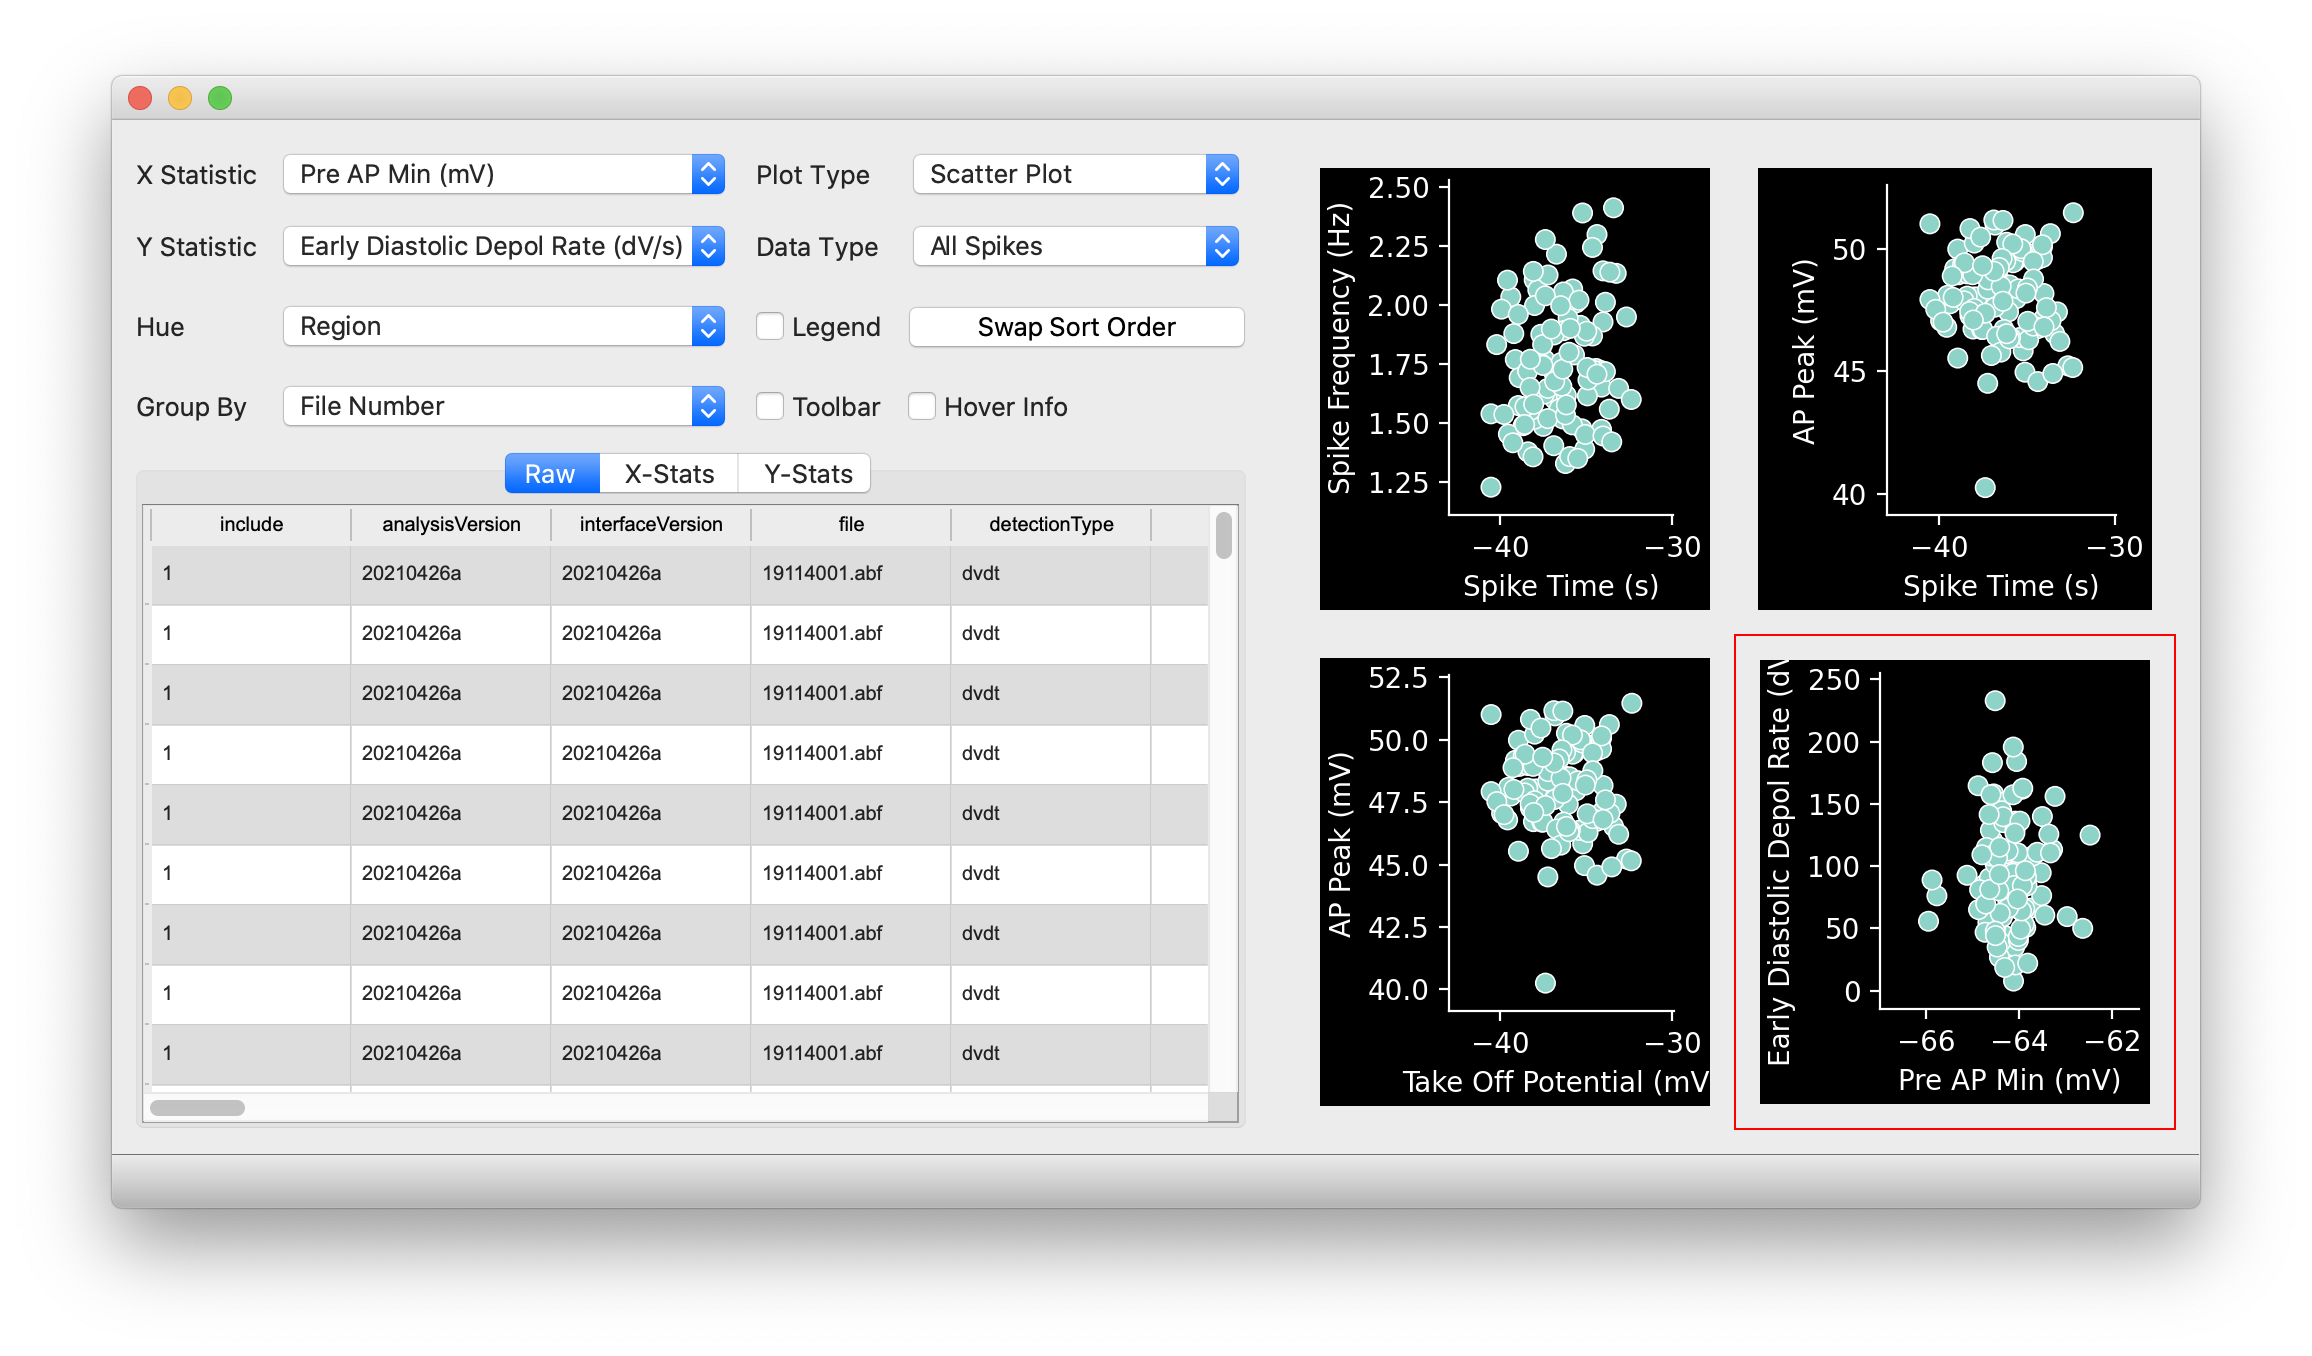 X Statistic Pre AP Min (mV) Plot Type Scatter Plot
Y Statistic Early Diastolic Depol Rate (dV/s) Data Type All Spikes
Hue Region Legend Swap Sort Order
Group By File Number Toolbar Hover Info
Raw X-Stats Y-Stats
include analysisVersion interfaceVersion file detectionType
1 20210426a 20210426a 19114001.abf dvdt
1 20210426a 20210426a 19114001.abf dvdt
1 20210426a 20210426a 19114001.abf dvdt
1 20210426a 20210426a 19114001.abf dvdt
1 20210426a 20210426a 19114001.abf dvdt
1 20210426a 20210426a 19114001.abf dvdt
1 20210426a 20210426a 19114001.abf dvdt
1 20210426a 20210426a 19114001.abf dvdt
1 20210426a 20210426a 19114001.abf dvdt
Spike Frequency (Hz)
2.50
2.25
2.00
1.75
1.50
1.25
−40 −30
Spike Time (s)
AP Peak (mV)
50
45
40
−40 −30
Spike Time (s)
AP Peak (mV)
52.5
50.0
47.5
45.0
42.5
40.0
−40 −30
Take Off Potential (mV
Early Diastolic Depol Rate (dV
250
200
150
100
50
0
−66 −64 −62
Pre AP Min (mV)